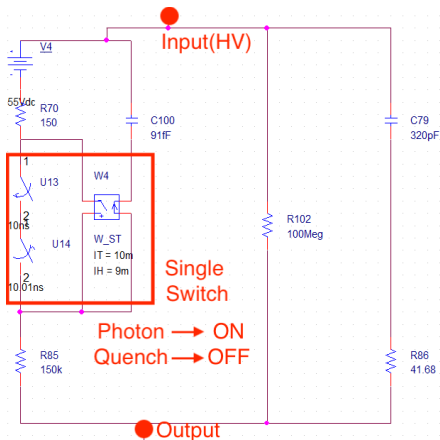 Input(HV)
V4
55Vdc
R70
150
C100
91fF
C79
320pF
1
U13
W4
2
10ns
U14
W_ST
IT = 10m
IH = 9m
R102
100Meg
2
10.01ns
Single
Switch
Photon → ON
Quench → OFF
R85
150k
R86
41.68
Output